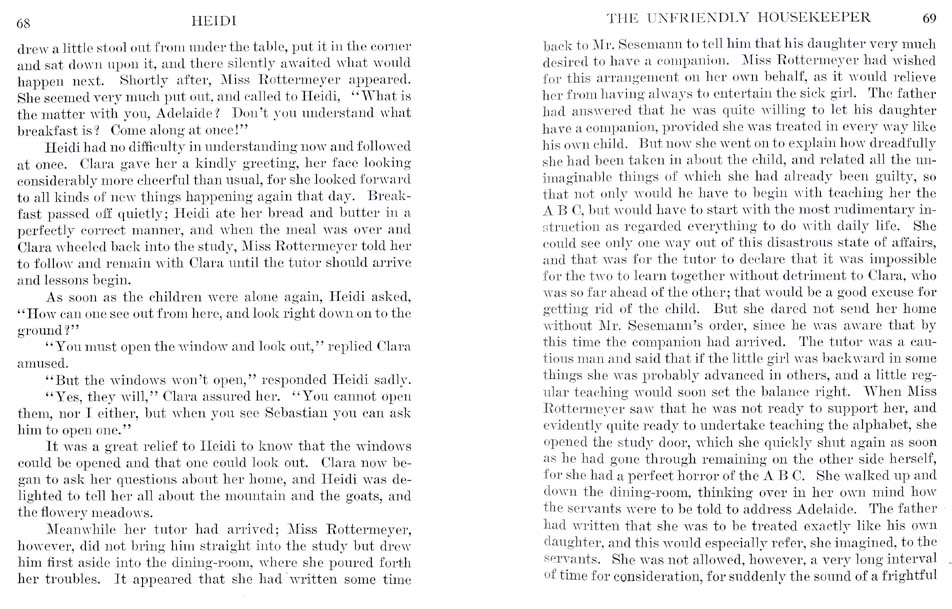 68 HEIDI
drew a little stool out from under the table, put it in the corner
and sat down upon it, and there silently awaited what would
happen next. Shortly after, Miss Rottermeyer appeared.
She seemed very much put out, and called to Heidi, “What is
the matter with you, Adelaide? Don’t you understand what
breakfast is? Come along at once!”
Heidi had no difficulty in understanding now and followed
at once. Clara gave her a kindly greeting, her face looking
considerably more cheerful than usual, for she looked forward
to all kinds of new things happening again that day. Break-
fast passed off quietly; Heidi ate her bread and butter in a
perfectly correct manner, and when the meal was over and
Clara wheeled back into the study, Miss Rottermeyer told her
to follow and remain with Clara until the tutor should arrive
and lessons begin.
As soon as the children were alone again, Heidi asked,
“How can one see out from here, and look right down on to the
ground?”
“You must open the window and look out,” replied Clara
amused.
“But the windows won’t open,” responded Heidi sadly.
“Yes, they will,” Clara assured her. “You cannot open
them, nor I either, but when you see Sebastian you can ask
him to open one.”
It was a great relief to Heidi to know that the windows
could be opened and that one could look out. Clara now be-
gan to ask her questions about her home, and Heidi was de-
lighted to tell her all about the mountain and the goats, and
the flowery meadows.
Meanwhile her tutor had arrived; Miss Rottermeyer,
however, did not bring him straight into the study but drew
him first aside into the dining-room, where she poured forth
her troubles. It appeared that she had written some time
THE UNFRIENDLY HOUSEKEEPER 69
back to Mr. Sesemann to tell him that his daughter very much
desired to have a companion. Miss Rottermeyer had wished
for this arrangement on her own behalf, as it would relieve
her from having always to entertain the sick girl. The father
had answered that he was quite willing to let his daughter
have a companion, provided she was treated in every way like
his own child. But now she went on to explain how dreadfully
she had been taken in about the child, and related all the un-
imaginable things of which she had already been guilty, so
that not only would he have to begin with teaching her the
A B C, but would have to start with the most rudimentary in-
struction as regarded everything to do with daily life. She
could see only one way out of this disastrous state of affairs,
and that was for the tutor to declare that it was impossible
for the two to learn together without detriment to Clara, who
was so far ahead of the other; that would be a good excuse for
getting rid of the child. But she dared not send her home
without Mr. Sesemann’s order, since he was aware that by
this time the companion had arrived. The tutor was a cau-
tious man and said that if the little girl was backward in some
things she was probably advanced in others, and a little reg-
ular teaching would soon set the balance right. When Miss
Rottermeyer saw that he was not ready to support her, and
evidently quite ready to undertake teaching the alphabet, she
opened the study door, which she quickly shut again as soon
as he had gone through remaining on the other side herself,
for she had a perfect horror of the A B C. She walked up and
down the dining-room, thinking over in her own mind how
the servants were to be told to address Adelaide. The father
had written that she was to be treated exactly like his own
daughter, and this would especially refer, she imagined, to the
servants. She was not allowed, however, a very long interval
of time for consideration, for suddenly the sound of a frightful